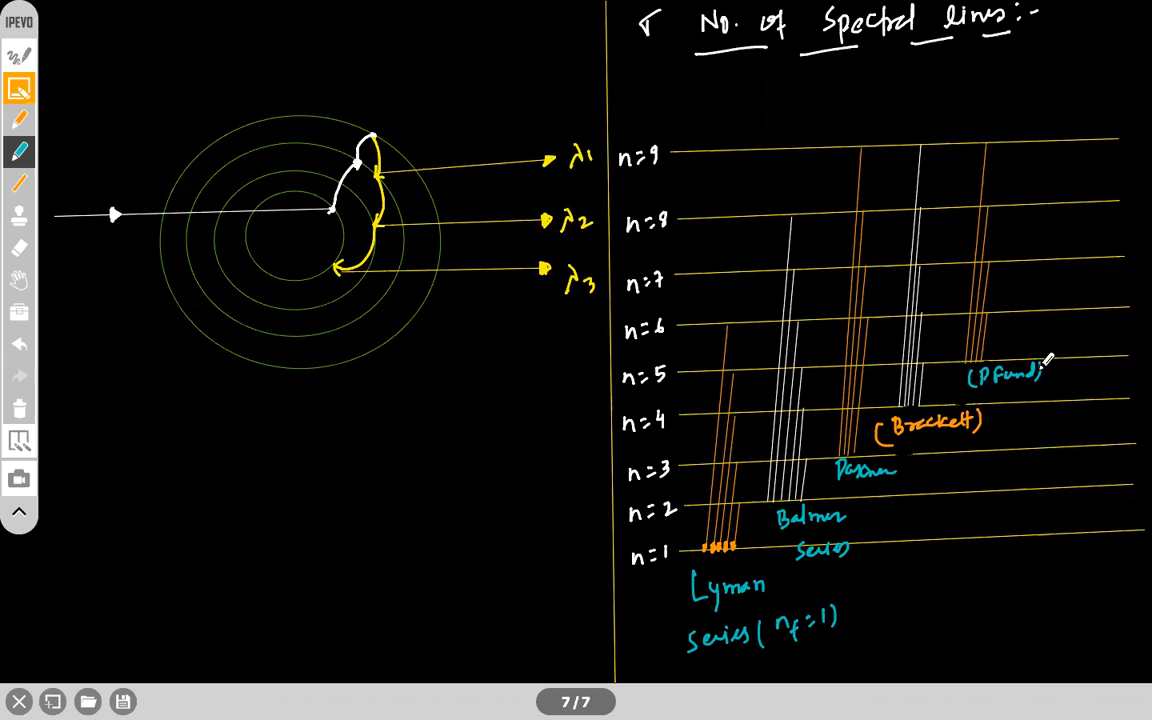 IPEVO
No. of Spectral lines:-
λ1
λ2
λ3
n=9
n=8
n=7
n=6
n=5
(Pfund)
n=4
(Brackett)
n=3
n=2
Balmer
series
n=1
Lyman
series (nf=1)
7/7